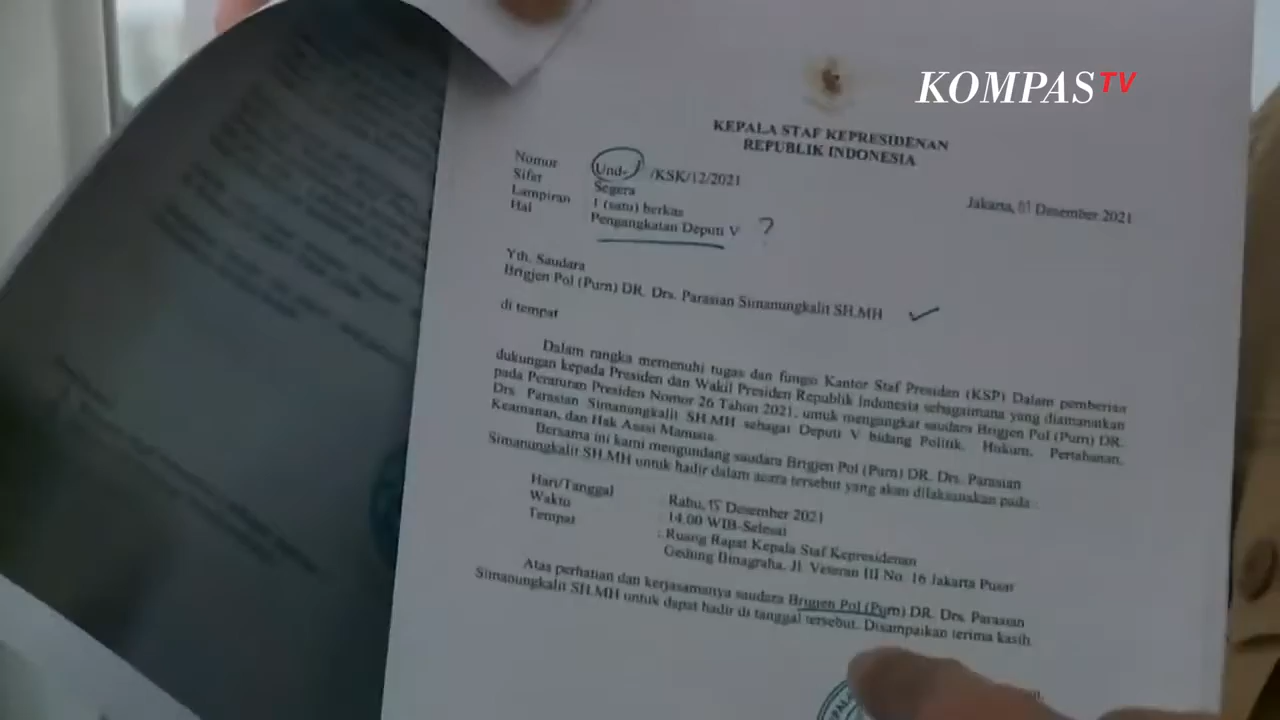 KOMPAS TV
KEPALA STAF KEPRESIDENAN
REPUBLIK INDONESIA
Nomor Und- /KSK/12/2021
Sifat Segera
Lampiran 1 (satu) berkas
Hal Pengangkatan Deputi V ?
Jakarta, 01 Desember 2021
Yth. Saudara
Brigjen Pol (Purn) DR. Drs. Parasian Simanungkalit SH.MH
di tempat
Dalam rangka memenuhi tugas dan fungso Kantor Staf Presiden (KSP) Dalam pemberian
dukungan kepada Presiden dan Wakil Presiden Republik Indonesia sebagaimana yang diamanatkan
pada Peraturan Presiden Nomor 26 Tahun 2021, untuk mengangkat saudara Brigjen Pol (Purn) DR.
Drs. Parasian Simanungkalit SH.MH sebagai Deputi V bidang Politik, Hukum, Pertahanan,
Keamanan, dan Hak Asasi Manusia.
Bersama ini kami mengundang saudara Brigjen Pol (Purn) DR. Drs. Parasian
Simanungkalit SH.MH untuk hadir dalam acara tersebut yang akan dilaksanakan pada :
Hari/Tanggal : Rabu, 15 Desember 2021
Waktu : 14.00 WIB-Selesai
Tempat : Ruang Rapat Kepala Staf Kepresidenan
Gedung Binagraha, Jl. Veteran III No. 16 Jakarta Pusat
Atas perhatian dan kerjasamanya saudara Brigjen Pol (Purn) DR. Drs. Parasian
Simanungkalit SH.MH untuk dapat hadir di tanggal tersebut. Disampaikan terima kasih.